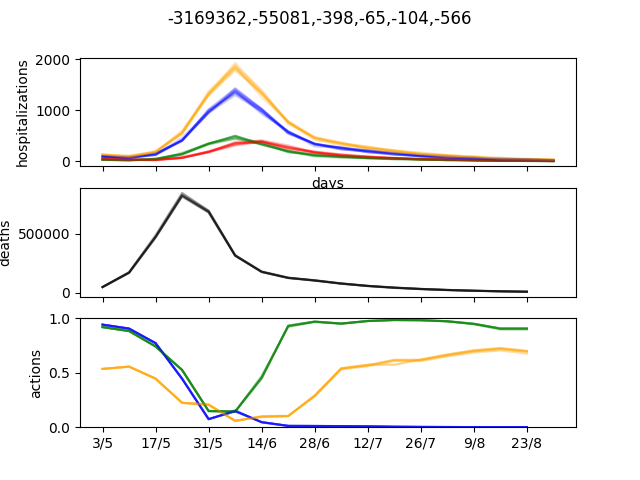 -3169362,-55081,-398,-65,-104,-566
2000
1000
0
hospitalizations
days
500000
0
deaths
1.0
0.5
0.0
actions
3/5 17/5 31/5 14/6 28/6 12/7 26/7 9/8 23/8